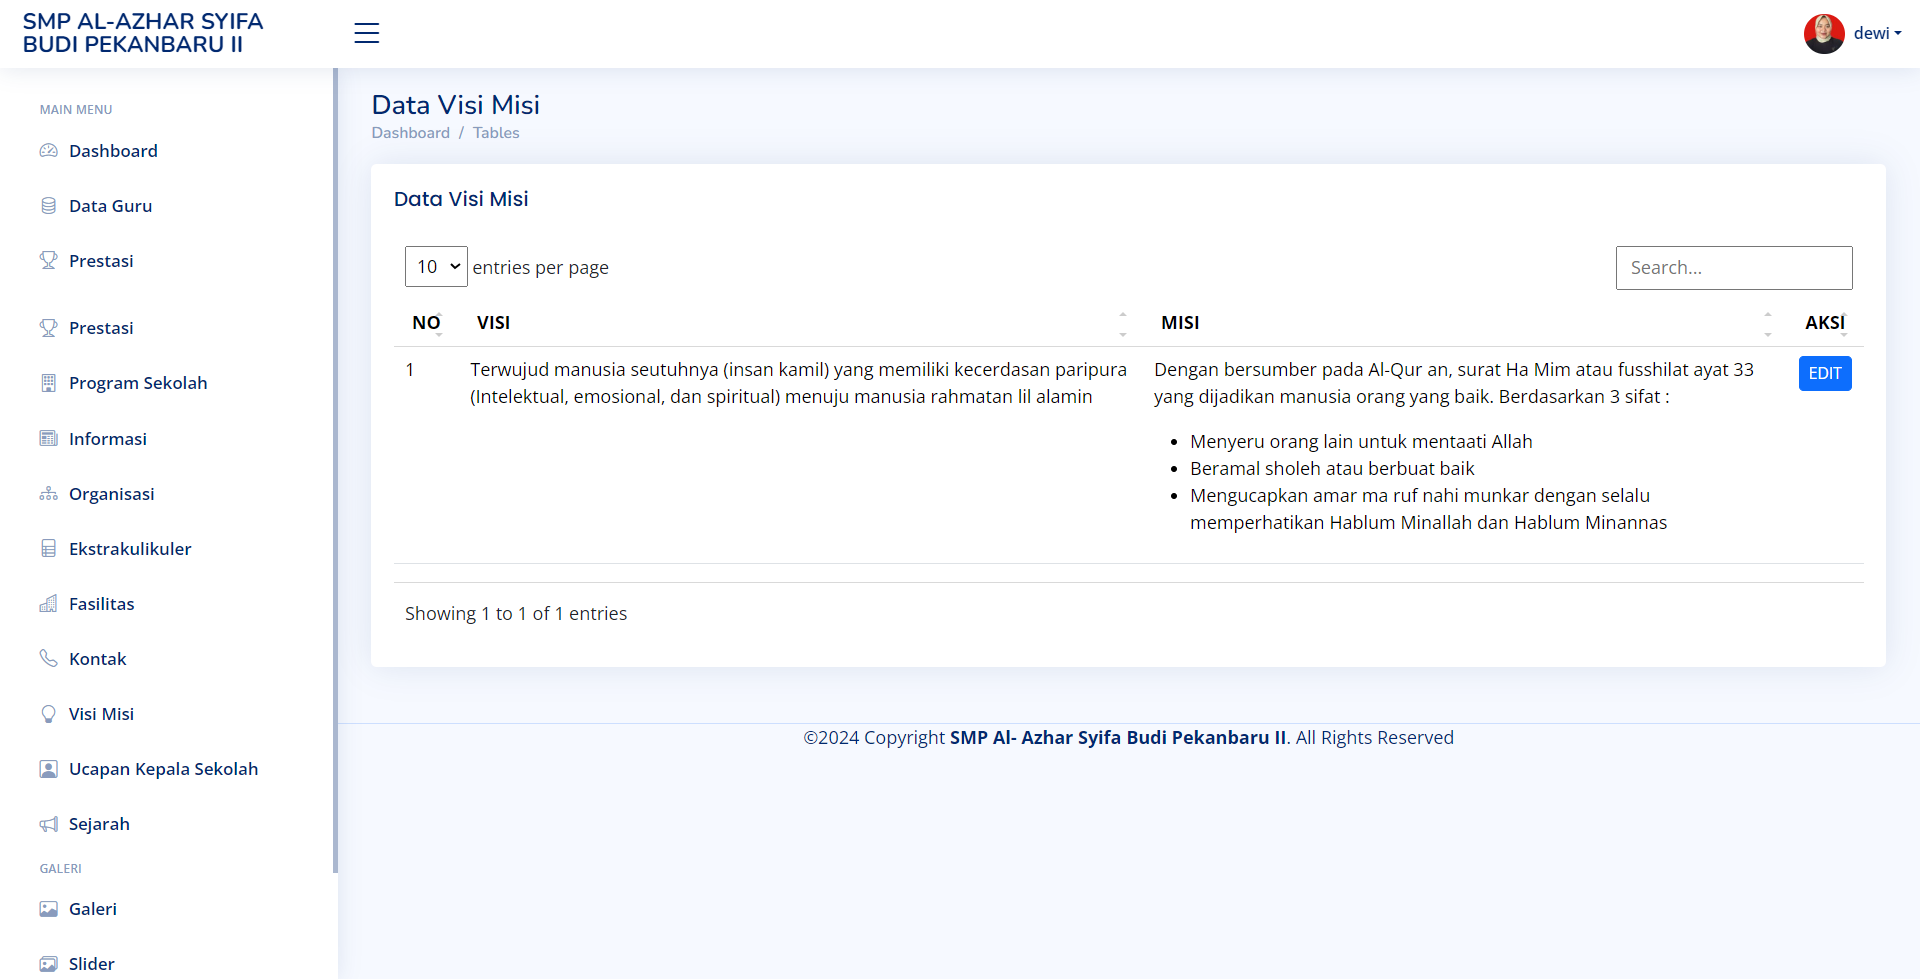 SMP AL-AZHAR SYIFA
BUDI PEKANBARU II
dewi
MAIN MENU
Dashboard
Data Guru
Prestasi
Prestasi
Program Sekolah
Informasi
Organisasi
Ekstrakulikuler
Fasilitas
Kontak
Visi Misi
Ucapan Kepala Sekolah
Sejarah
GALERI
Galeri
Slider
Data Visi Misi
Dashboard / Tables
Data Visi Misi
10 entries per page
Search...
NO VISI MISI AKSI
1
Terwujud manusia seutuhnya (insan kamil) yang memiliki kecerdasan paripura
(Intelektual, emosional, dan spiritual) menuju manusia rahmatan lil alamin
Dengan bersumber pada Al-Qur an, surat Ha Mim atau fusshilat ayat 33
yang dijadikan manusia orang yang baik. Berdasarkan 3 sifat :
• Menyeru orang lain untuk mentaati Allah
• Beramal sholeh atau berbuat baik
• Mengucapkan amar ma ruf nahi munkar dengan selalu
memperhatikan Hablum Minallah dan Hablum Minannas
EDIT
Showing 1 to 1 of 1 entries
©2024 Copyright SMP Al- Azhar Syifa Budi Pekanbaru II. All Rights Reserved